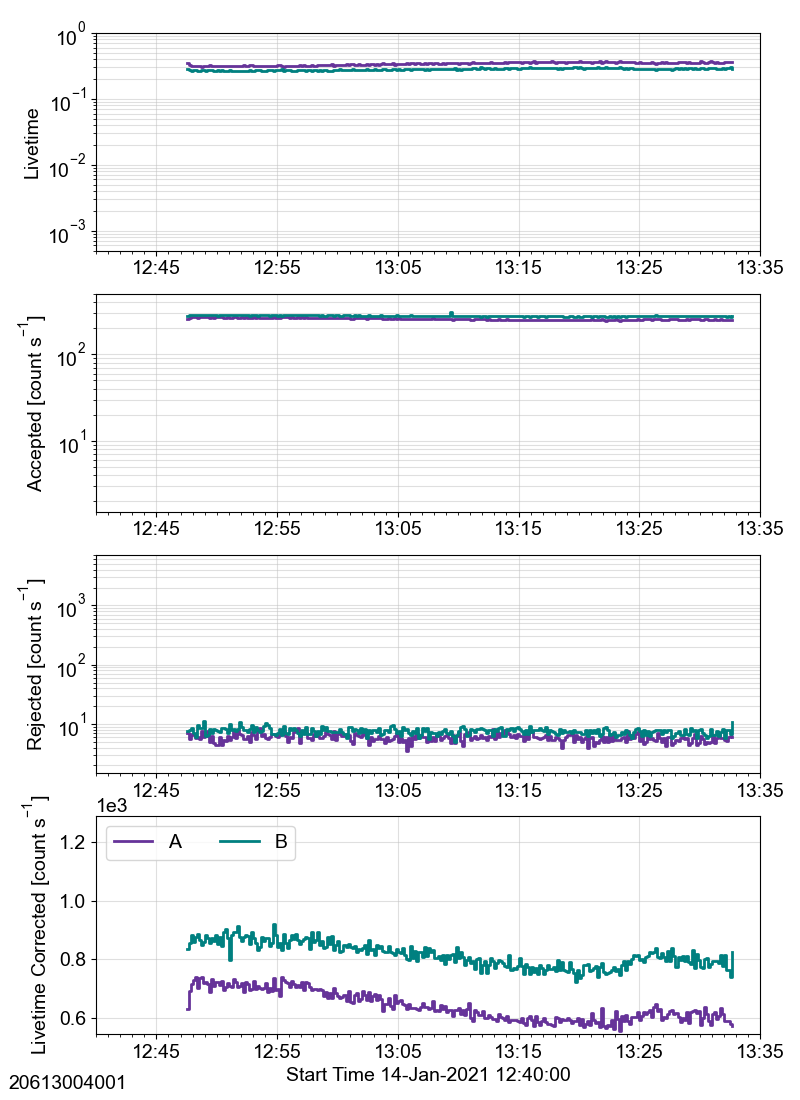 10^0
10^−1
10^−2
10^−3
Livetime
12:45 12:55 13:05 13:15 13:25 13:35
10^2
10^1
Accepted [count s^−1]
12:45 12:55 13:05 13:15 13:25 13:35
10^3
10^2
10^1
Rejected [count s^−1]
12:45 12:55 13:05 13:15 13:25 13:35
1e3
A B
1.2
1.0
0.8
0.6
Livetime Corrected [count s^−1]
12:45 12:55 13:05 13:15 13:25 13:35
Start Time 14-Jan-2021 12:40:00
20613004001